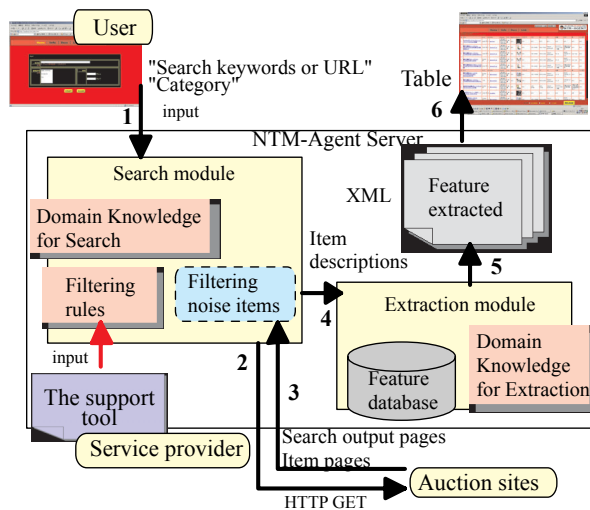 User
"Search keywords or URL"
"Category"
Table
1
input
6
NTM-Agent Server
Search module
XML
Feature
extracted
Domain Knowledge
for Search
Item
descriptions
5
Filtering
rules
Filtering
noise items
4
Extraction module
input
2
3
Feature
database
Domain
Knowledge
for Extraction
The support
tool
Service provider
Search output pages
Item pages
Auction sites
HTTP GET